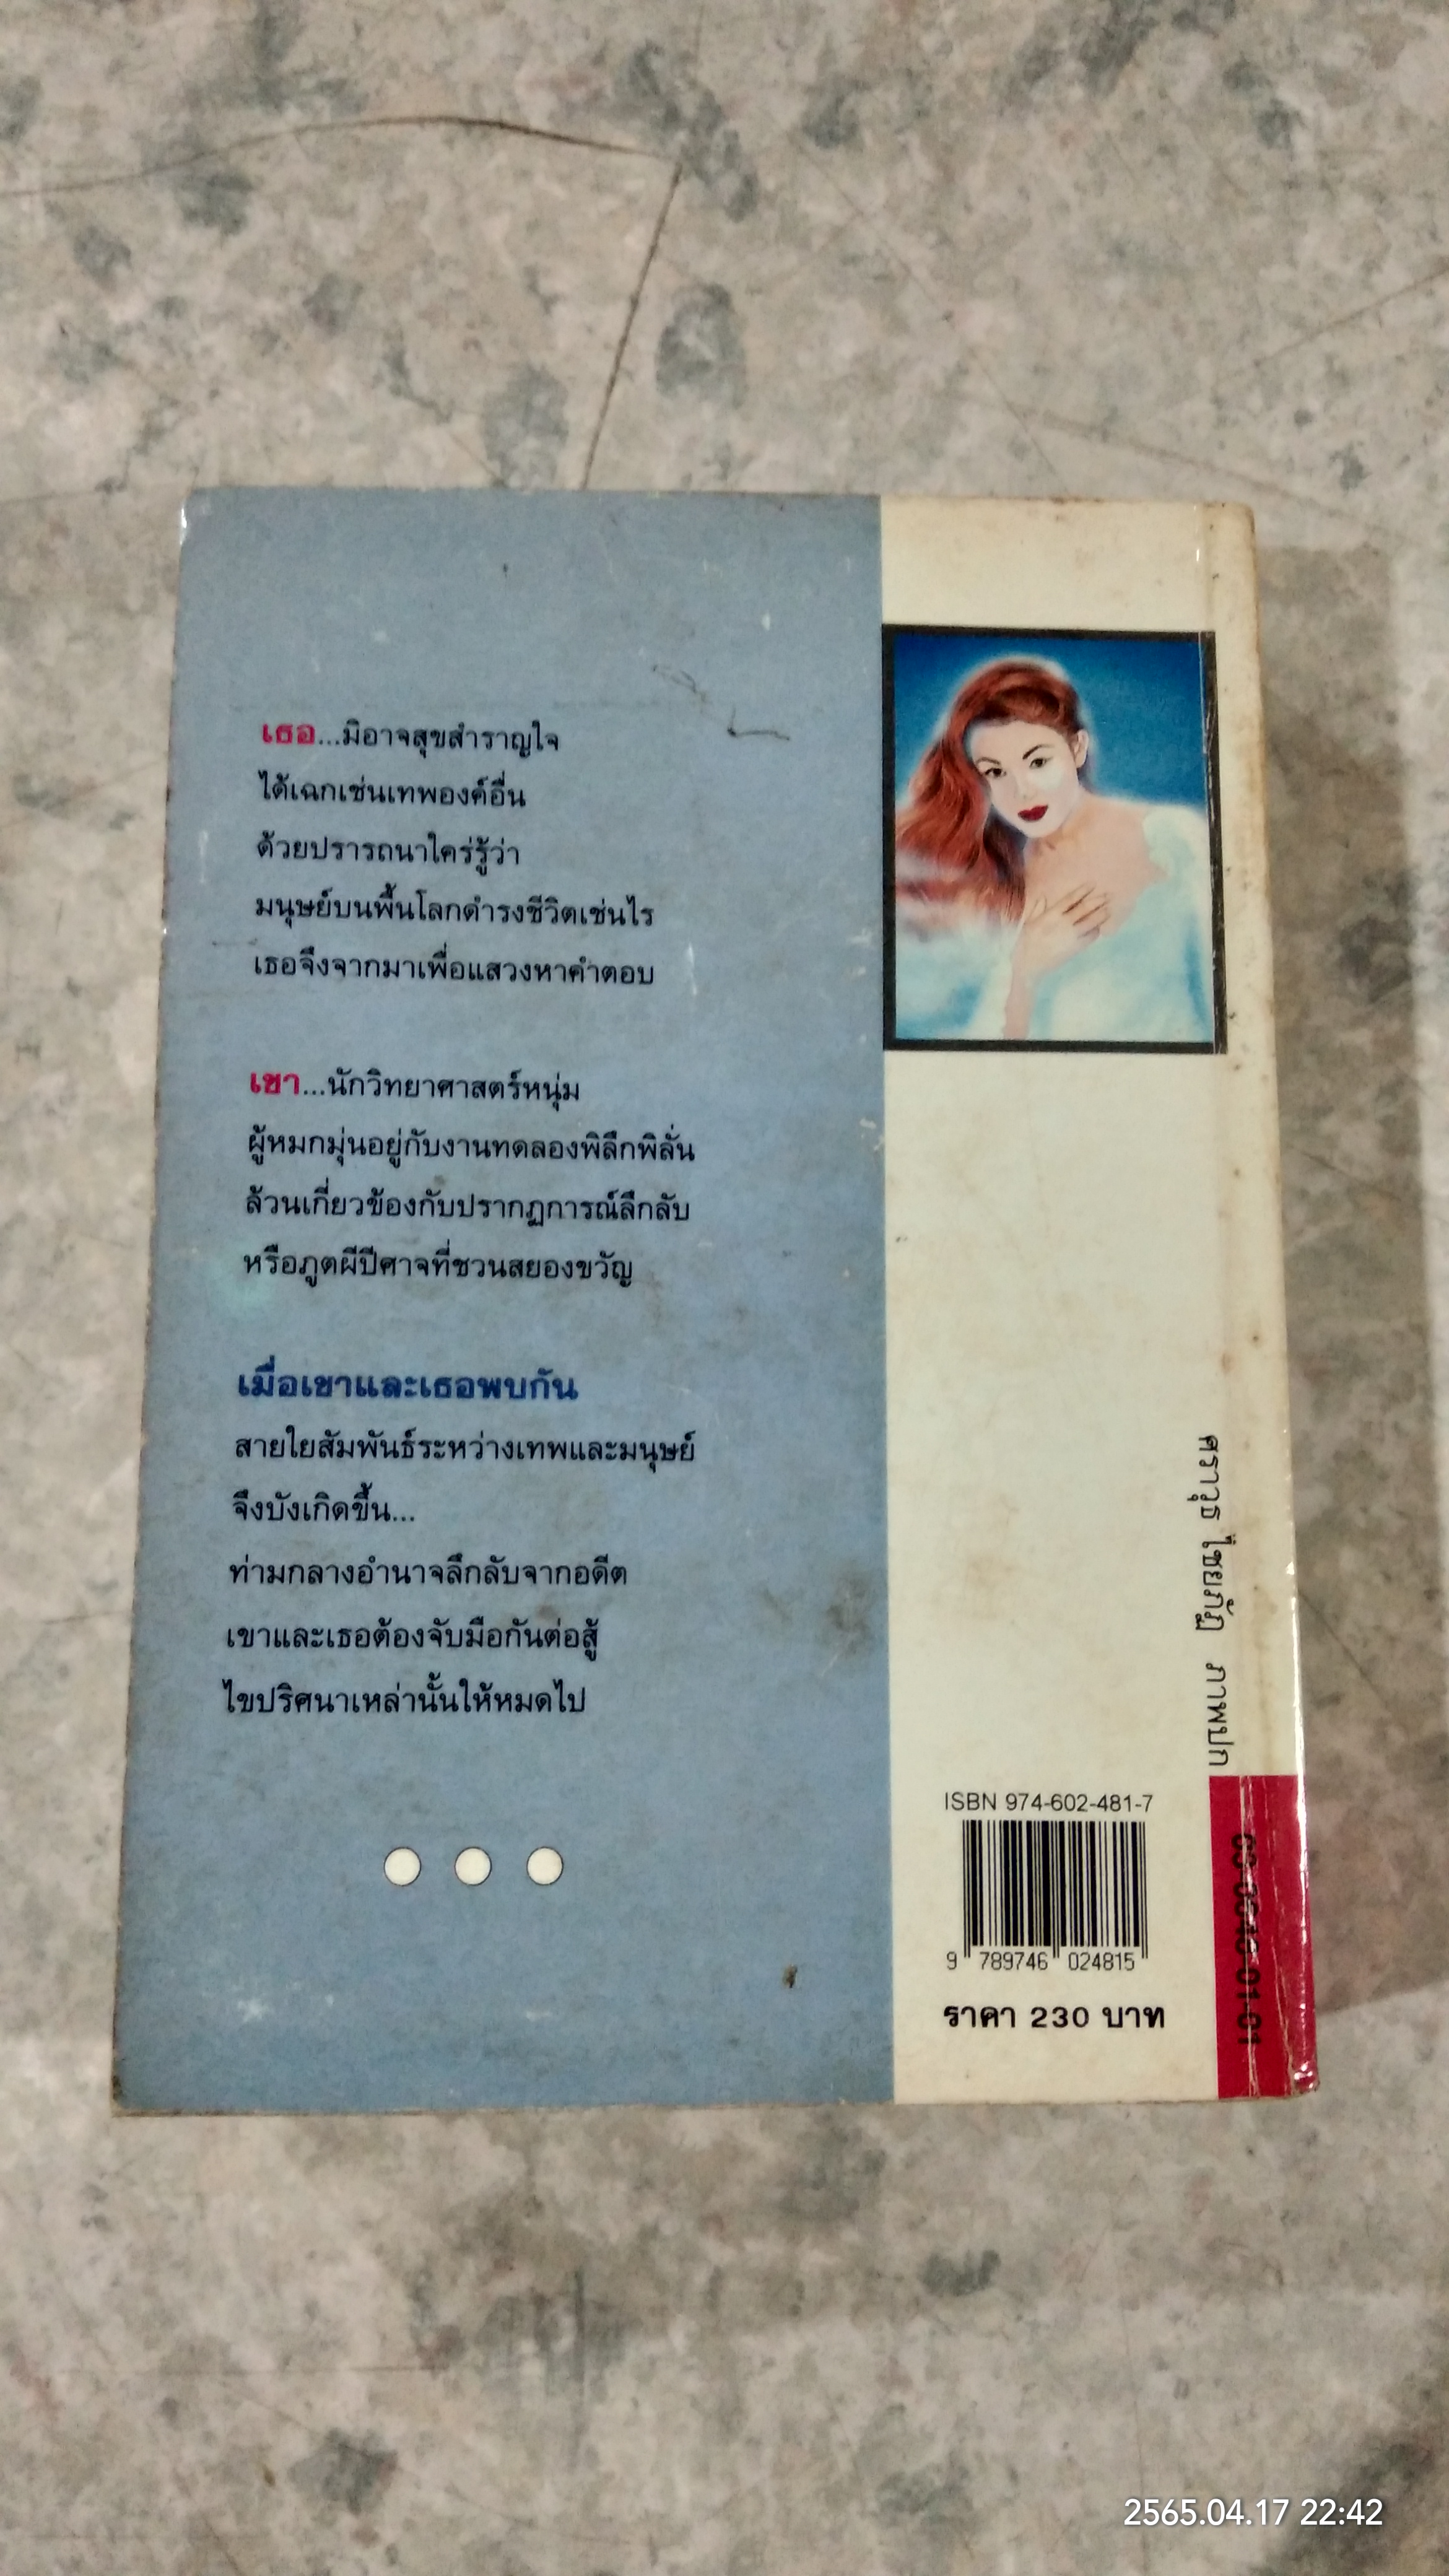 เธอ...มิอาจสุขสำราญใจ
ได้เฉกเช่นเทพองค์อื่น
ด้วยปรารถนาใคร่รู้ว่า
มนุษย์บนพื้นโลกดำรงชีวิตเช่นไร
เธอจึงจากมาเพื่อแสวงหาคำตอบ
เขา...นักวิทยาศาสตร์หนุ่ม
ผู้หมกมุ่นอยู่กับงานทดลองพิลึกพิลั่น
ล้วนเกี่ยวข้องกับปรากฏการณ์ลึกลับ
หรือภูตผีปีศาจที่ชวนสยองขวัญ
เมื่อเขาและเธอพบกัน
สายใยสัมพันธ์ระหว่างเทพและมนุษย์
จึงบังเกิดขึ้น...
ท่ามกลางอำนาจลึกลับจากอดีต
เขาและเธอต้องจับมือกันต่อสู้
ไขปริศนาเหล่านั้นให้หมดไป
ศราวุธ ไชยภัฏ ภาพปก
ISBN 974-602-481-7
9 789746 024815
ราคา 230 บาท
2565.04.17 22:42